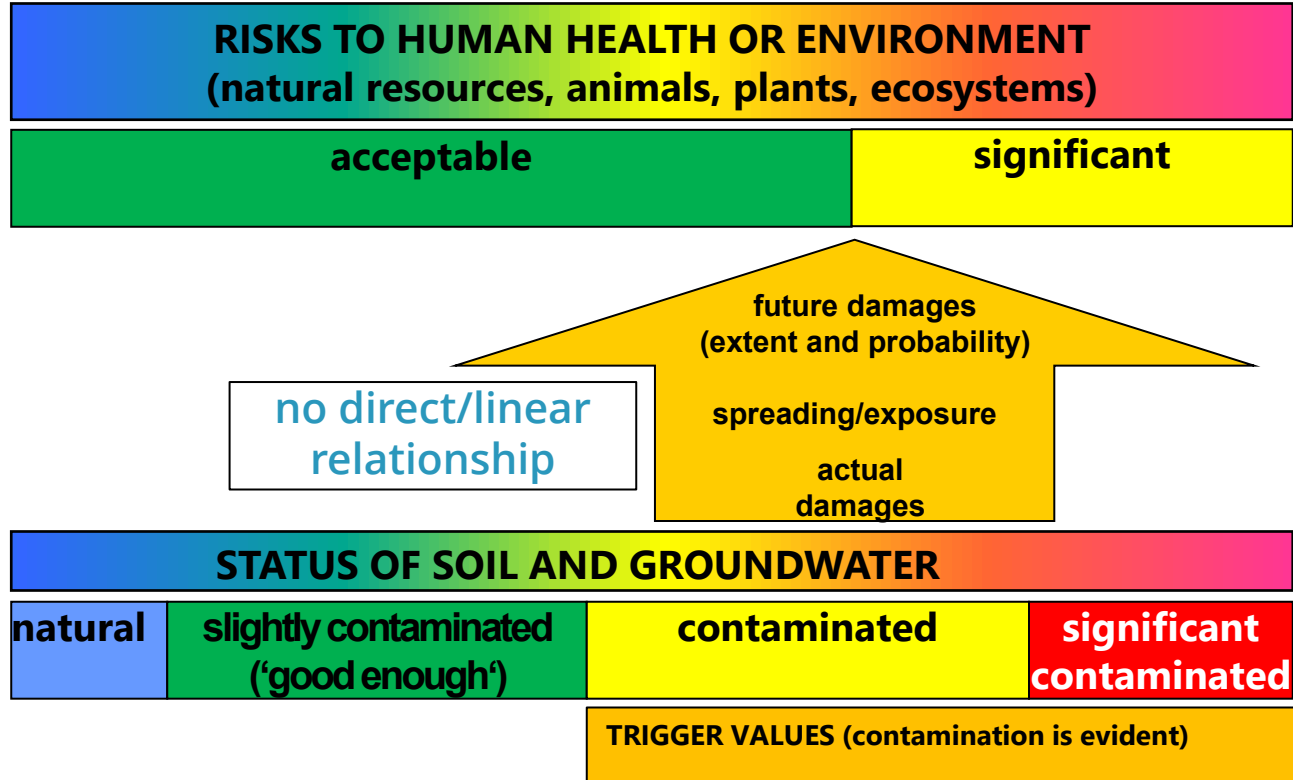 RISKS TO HUMAN HEALTH OR ENVIRONMENT
(natural resources, animals, plants, ecosystems)
acceptable
significant
future damages
(extent and probability)
no direct/linear
relationship
spreading/exposure
actual
damages
STATUS OF SOIL AND GROUNDWATER
natural
slightly contaminated
('good enough‘)
contaminated
significant
contaminated
TRIGGER VALUES (contamination is evident)